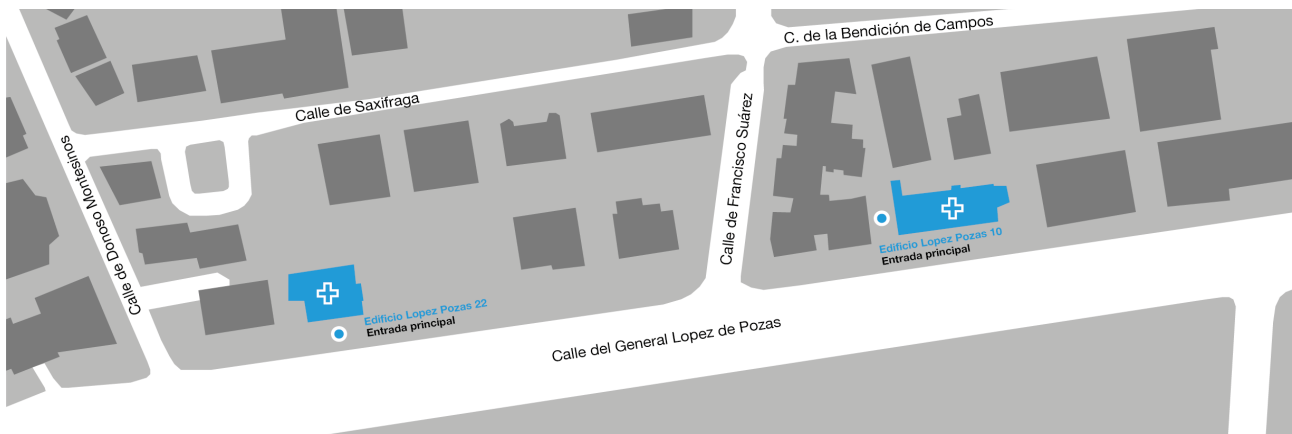 C. de la Bendición de Campos
Calle de Saxifraga
Calle de Donoso Montesinos
Calle de Francisco Suárez
Edificio Lopez Pozas 10
Entrada principal
Edificio Lopez Pozas 22
Entrada principal
Calle del General Lopez de Pozas